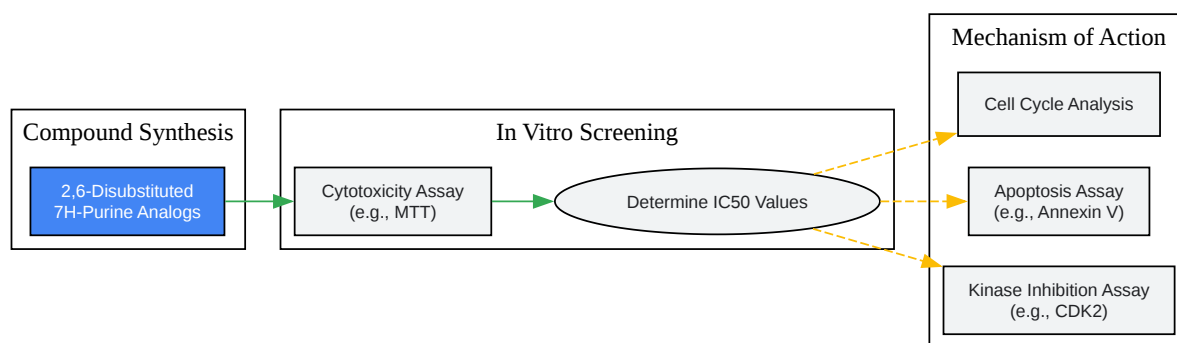 Compound Synthesis
2,6-Disubstituted
7H-Purine Analogs
In Vitro Screening
Cytotoxicity Assay
(e.g., MTT)
Determine IC50 Values
Mechanism of Action
Cell Cycle Analysis
Apoptosis Assay
(e.g., Annexin V)
Kinase Inhibition Assay
(e.g., CDK2)